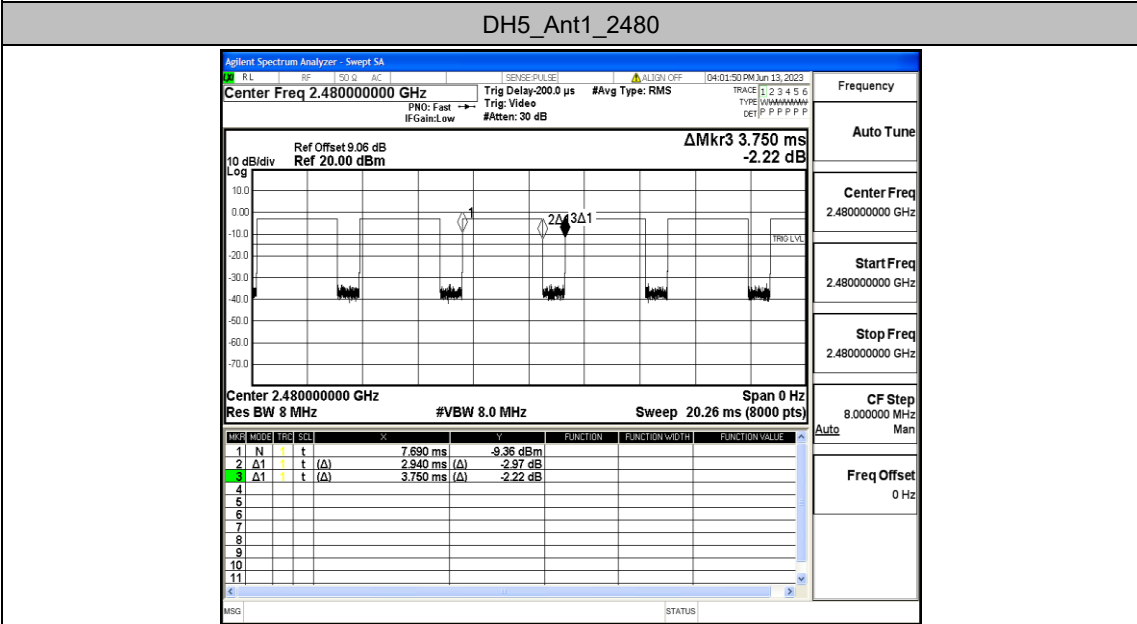 DH5_Ant1_2480
Agilent Spectrum Analyzer - Swept SA
RL RF 50 Ω AC SENSE:PULSE ALIGN OFF 04:01:50 PM Jun 13, 2023
Center Freq 2.480000000 GHz
PNO: Fast
IFGain:Low
Trig Delay-200.0 µs
Trig: Video
#Atten: 30 dB
#Avg Type: RMS
TRACE 1 2 3 4 5 6
TYPE
DET P P P P P P
Frequency
Auto Tune
Center Freq
2.480000000 GHz
Start Freq
2.480000000 GHz
Stop Freq
2.480000000 GHz
CF Step
8.000000 MHz
Auto Man
Freq Offset
0 Hz
ΔMkr3 3.750 ms
-2.22 dB
Ref Offset 9.06 dB
10 dB/div Ref 20.00 dBm
Log
10.0
0.00
-10.0
-20.0
-30.0
-40.0
-50.0
-60.0
-70.0
1
2Δ1
3Δ1
TRIG LVL
Center 2.480000000 GHz Span 0 Hz
Res BW 8 MHz #VBW 8.0 MHz Sweep 20.26 ms (8000 pts)
MKR MODE TRC SCL X Y FUNCTION FUNCTION WIDTH FUNCTION VALUE
1 N 1 t 7.690 ms -9.36 dBm
2 Δ1 1 t (Δ) 2.940 ms (Δ) -2.97 dB
3 Δ1 1 t (Δ) 3.750 ms (Δ) -2.22 dB
4
5
6
7
8
9
10
11
MSG STATUS